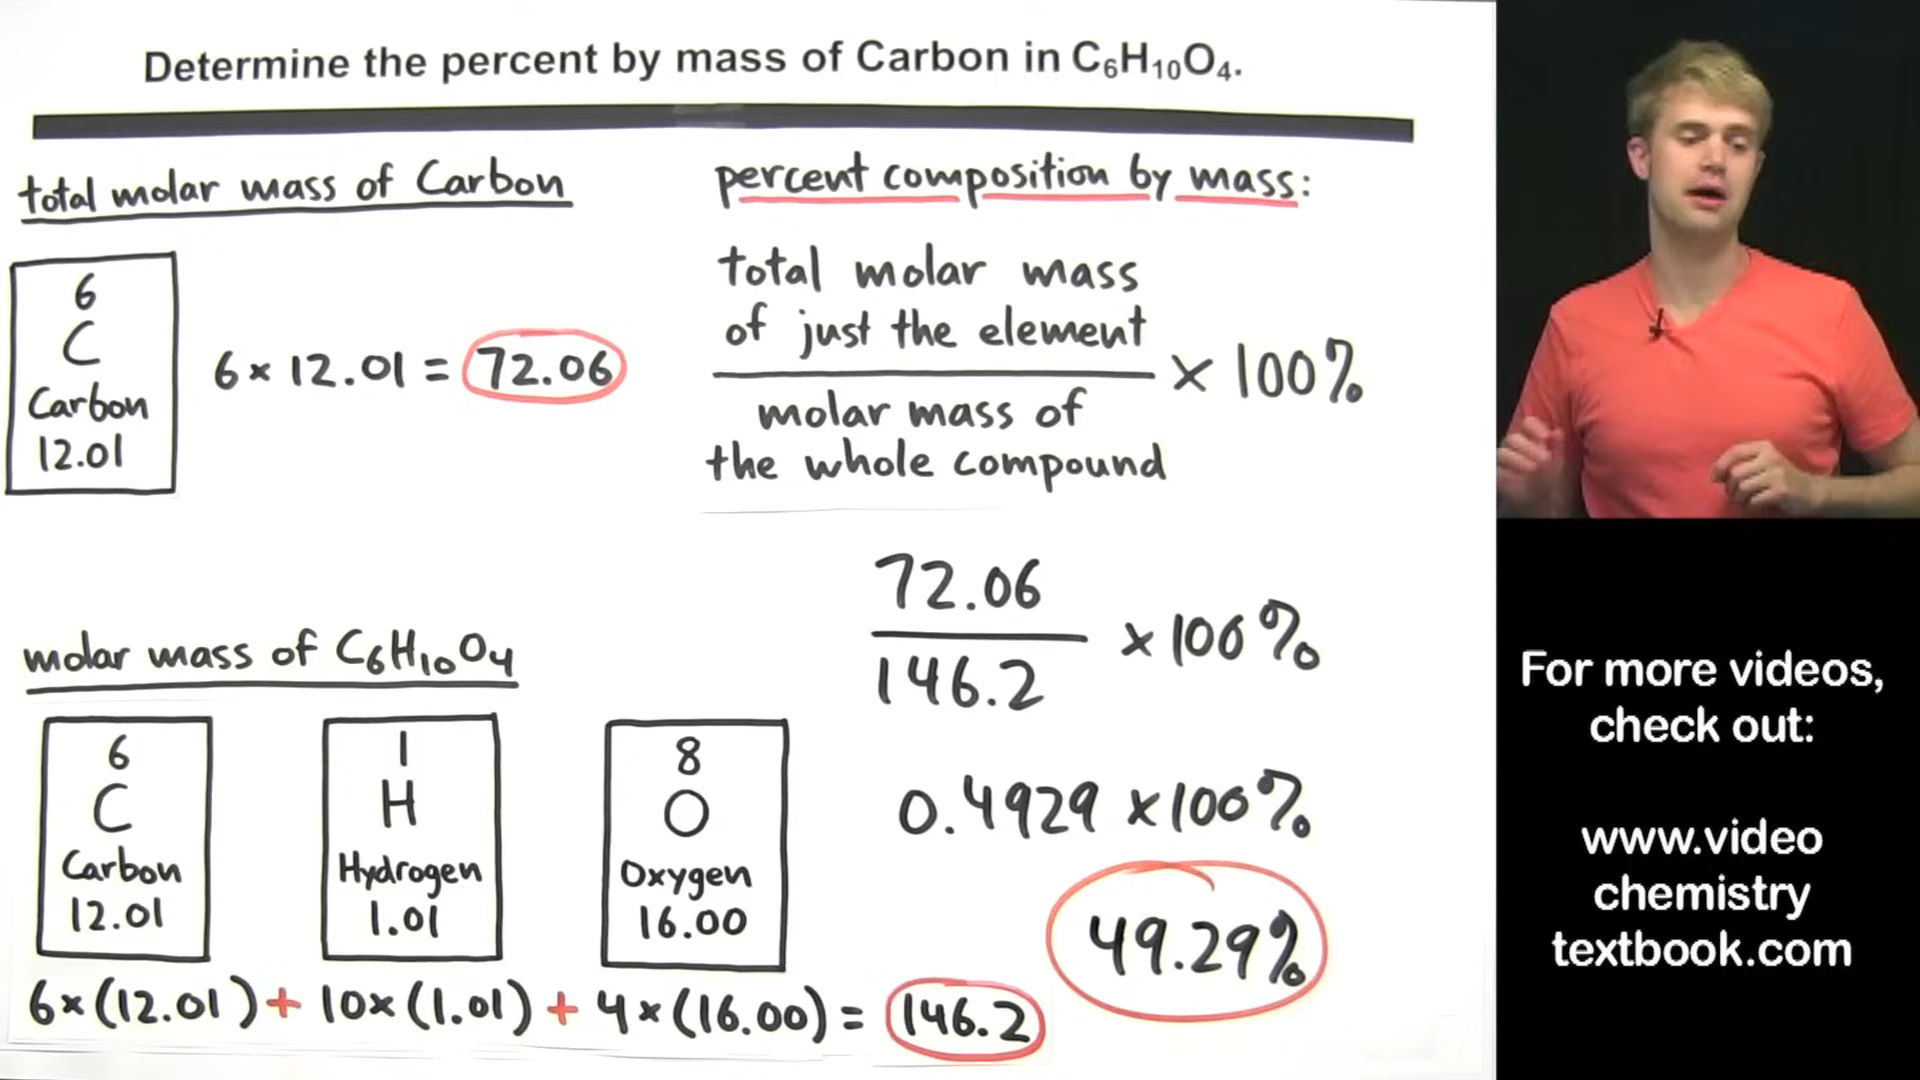 Determine the percent by mass of Carbon in C₆H₁₀O₄.
total molar mass of Carbon
6
C
Carbon
12.01
6 × 12.01 = 72.06
percent composition by mass:
total molar mass
of just the element
molar mass of
the whole compound
× 100%
72.06
146.2
× 100%
0.4929 × 100%
49.29%
molar mass of C₆H₁₀O₄
6
C
Carbon
12.01
1
H
Hydrogen
1.01
8
O
Oxygen
16.00
6 × (12.01) + 10 × (1.01) + 4 × (16.00) = 146.2
For more videos,
check out:
www.video
chemistry
textbook.com